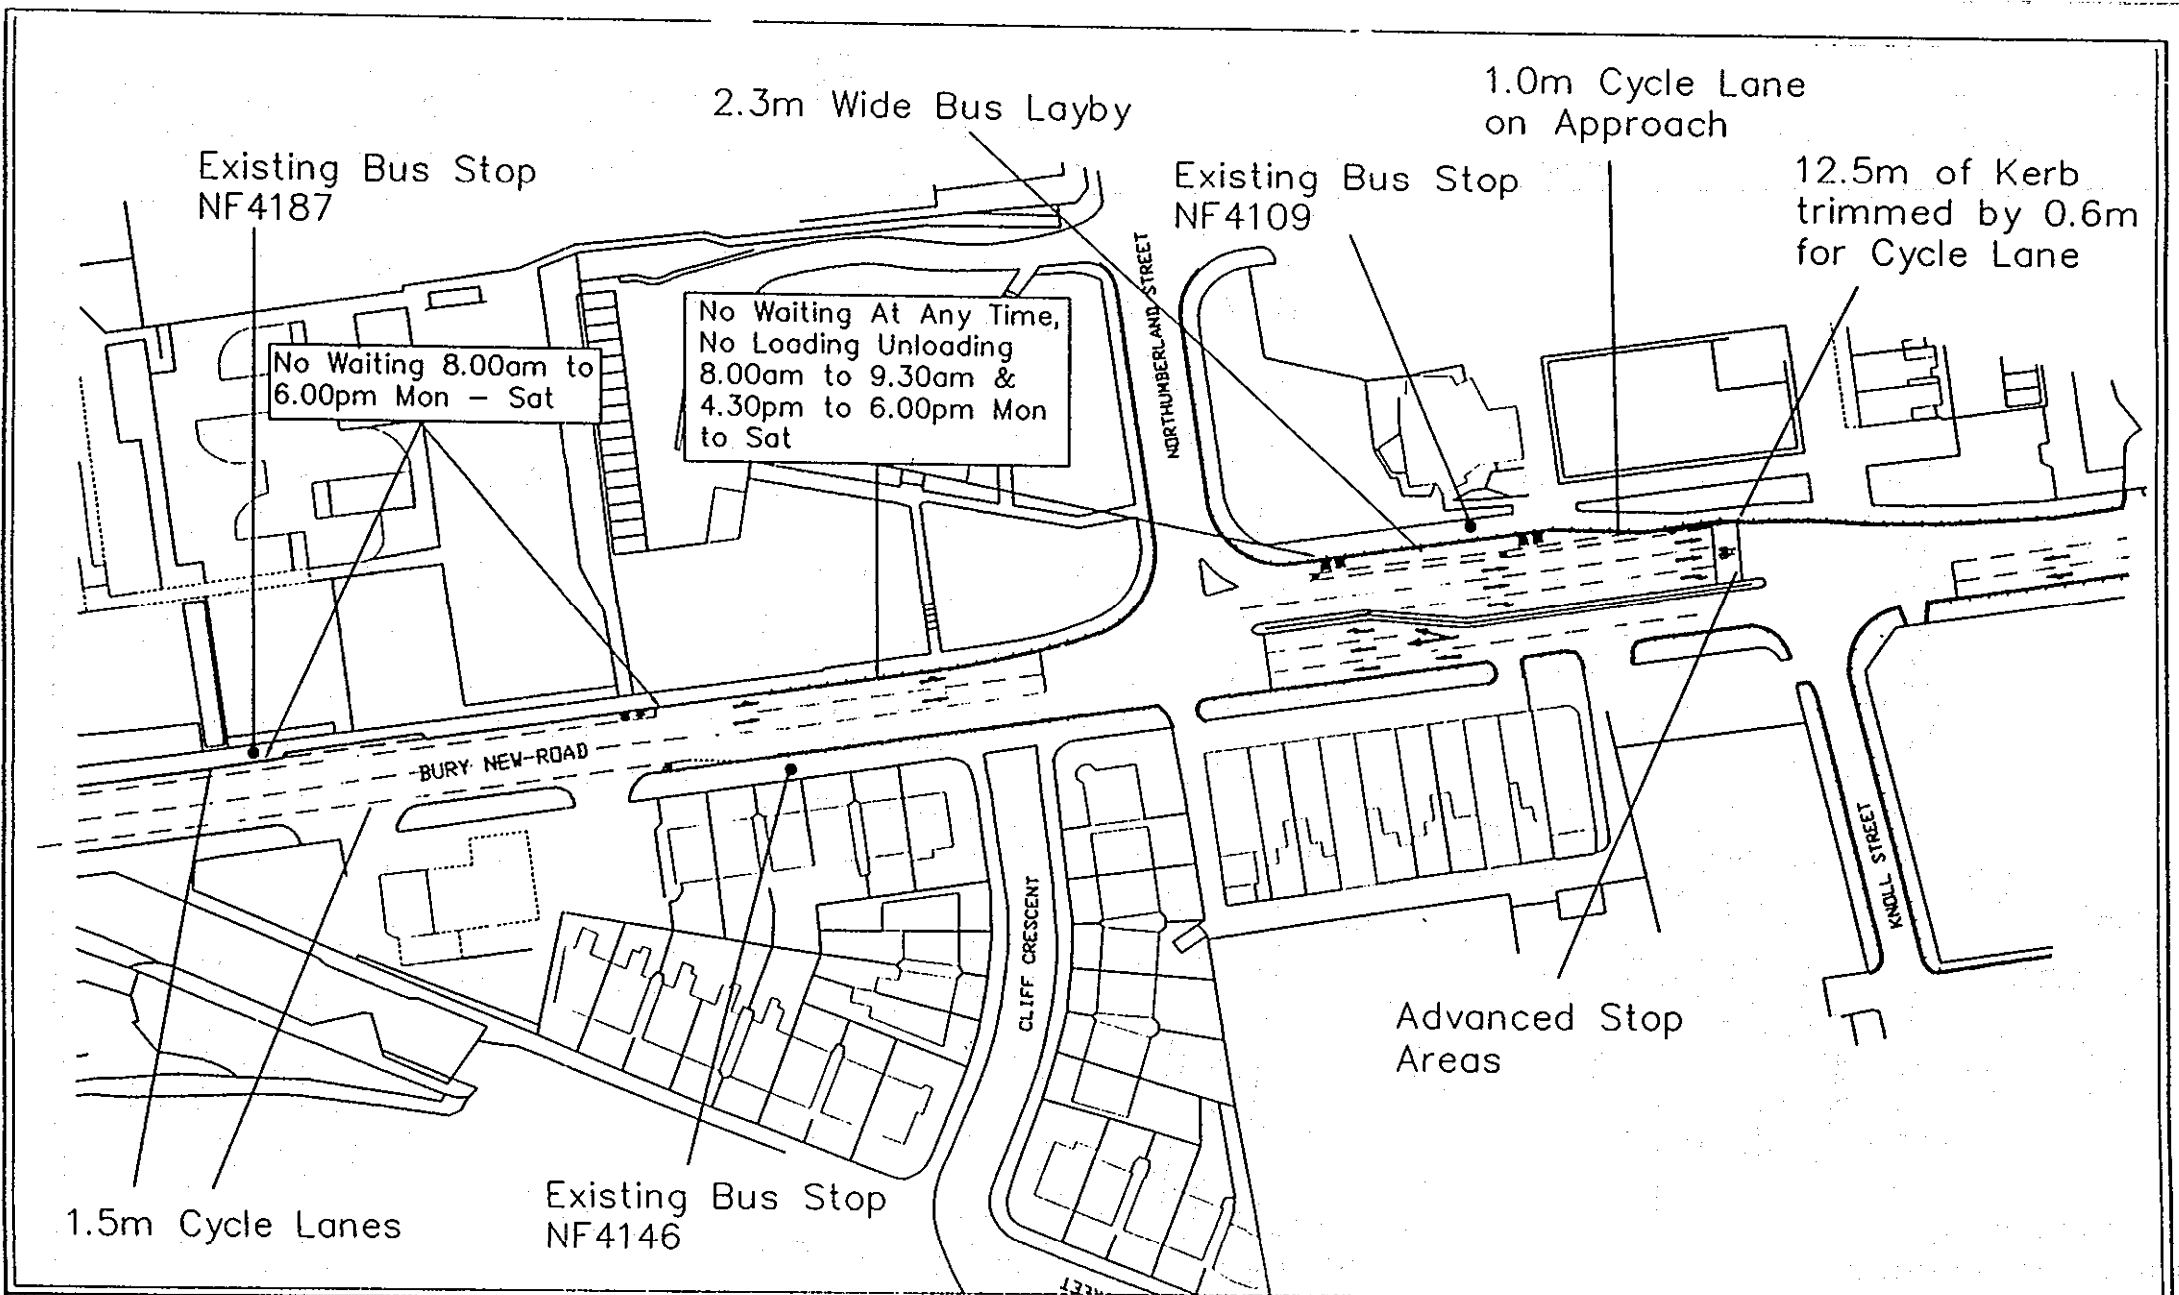 1.0m Cycle Lane
on Approach
2.3m Wide Bus Layby
Existing Bus Stop
NF4187
Existing Bus Stop
NF4109
12.5m of Kerb
trimmed by 0.6m
for Cycle Lane
No Waiting 8.00am to
6.00pm Mon – Sat
No Waiting At Any Time,
No Loading Unloading
8.00am to 9.30am &
4.30pm to 6.00pm Mon
to Sat
NORTHUMBERLAND STREET
BURY NEW-ROAD
CLIFF CRESCENT
KNOLL STREET
Advanced Stop
Areas
1.5m Cycle Lanes
Existing Bus Stop
NF4146